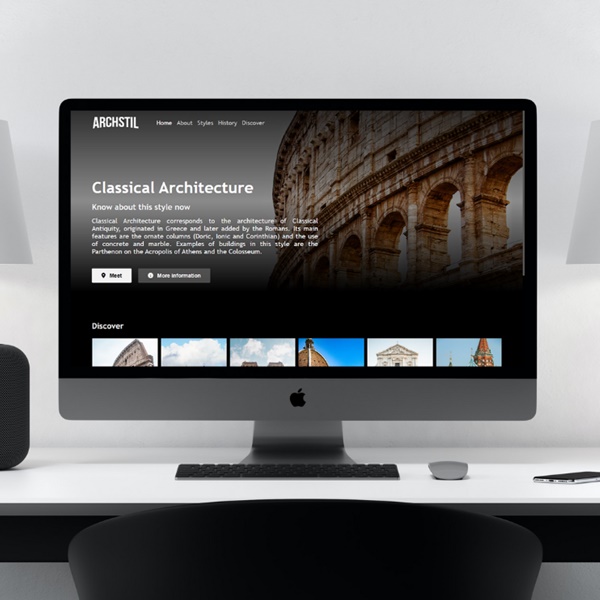 ARCHSTIL Home About Styles History Discover
Classical Architecture
Know about this style now
Classical Architecture corresponds to the architecture of Classical
Antiquity, originated in Greece and later added by the Romans. Its main
features are the ornate columns (Doric, Ionic and Corinthian) and the use
of concrete and marble. Examples of buildings in this style are the
Parthenon on the Acropolis of Athens and the Colosseum.
Meet More Information
Discover